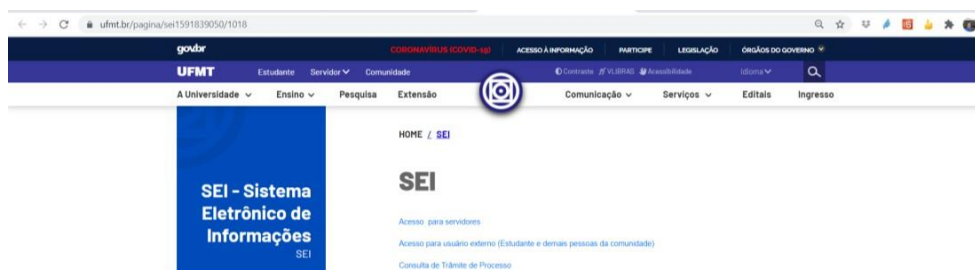 ufmt.br/pagina/sei1591839050/1018
govbr CORONAVÍRUS (COVID-19) ACESSO À INFORMAÇÃO PARTICIPE LEGISLAÇÃO ÓRGÃOS DO GOVERNO
UFMT Estudante Servidor Comunidade Contraste VLIBRAS Acessibilidade Idioma
A Universidade Ensino Pesquisa Extensão Comunicação Serviços Editais Ingresso
HOME / SEI
SEI - Sistema
Eletrônico de
Informações
SEI
SEI
Acesso para servidores
Acesso para usuário externo (Estudante e demais pessoas da comunidade)
Consulta de Trâmite de Processo